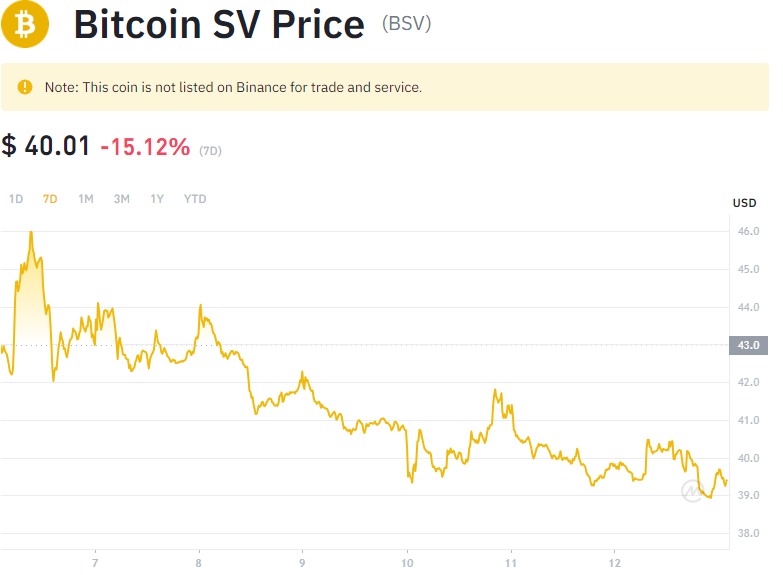 Bitcoin SV Price (BSV)
Note: This coin is not listed on Binance for trade and service.
$ 40.01 -15.12% (7D)
1D 7D 1M 3M 1Y YTD
USD
46.0
45.0
44.0
43.0
42.0
41.0
40.0
39.0
38.0
7 8 9 10 11 12